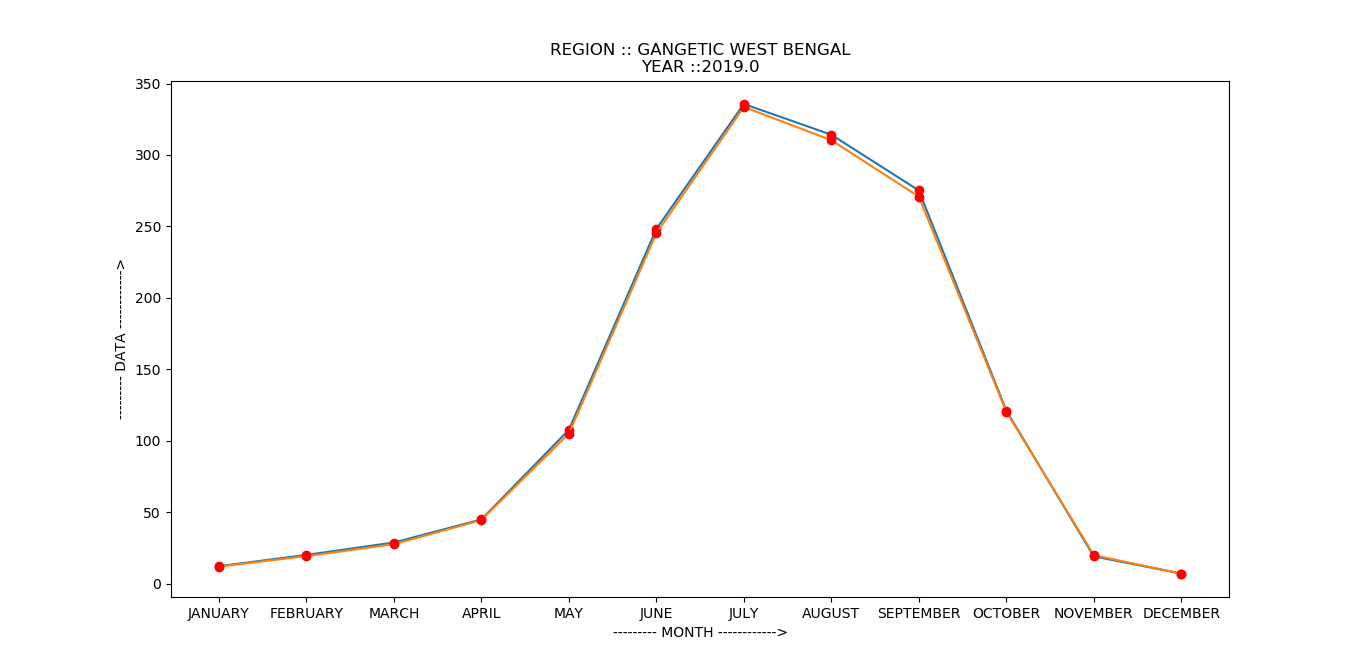 REGION :: GANGETIC WEST BENGAL
YEAR ::2019.0
350
300
250
200
150
100
50
0
--------- DATA ------------>
JANUARY FEBRUARY MARCH APRIL MAY JUNE JULY AUGUST SEPTEMBER OCTOBER NOVEMBER DECEMBER
--------- MONTH ------------>